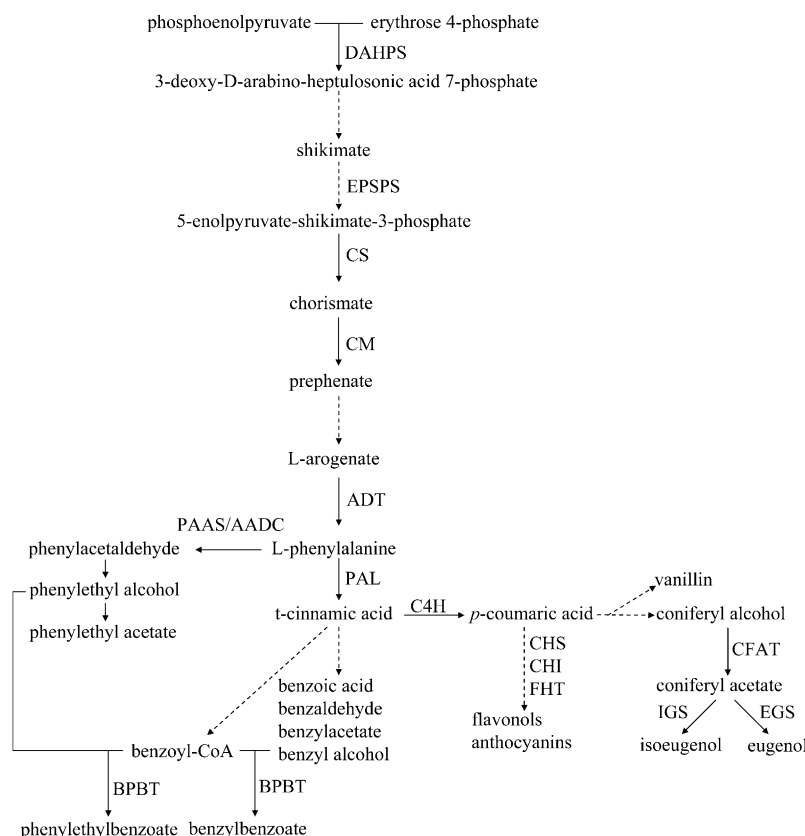 phosphoenolpyruvate erythrose 4-phosphate
DAHPS
3-deoxy-D-arabino-heptulosonic acid 7-phosphate
shikimate
EPSPS
5-enolpyruvate-shikimate-3-phosphate
CS
chorismate
CM
prephenate
L-arogenate
ADT
PAAS/AADC
phenylacetaldehyde L-phenylalanine
PAL
vanillin
phenylethyl alcohol
t-cinnamic acid C4H p-coumaric acid coniferyl alcohol
phenylethyl acetate
CHS
CHI
FHT
CFAT
benzoic acid
benzaldehyde
benzylacetate
benzyl alcohol
coniferyl acetate
flavonols
anthocyanins
IGS EGS
isoeugenol eugenol
benzoyl-CoA
BPBT BPBT
phenylethylbenzoate benzylbenzoate